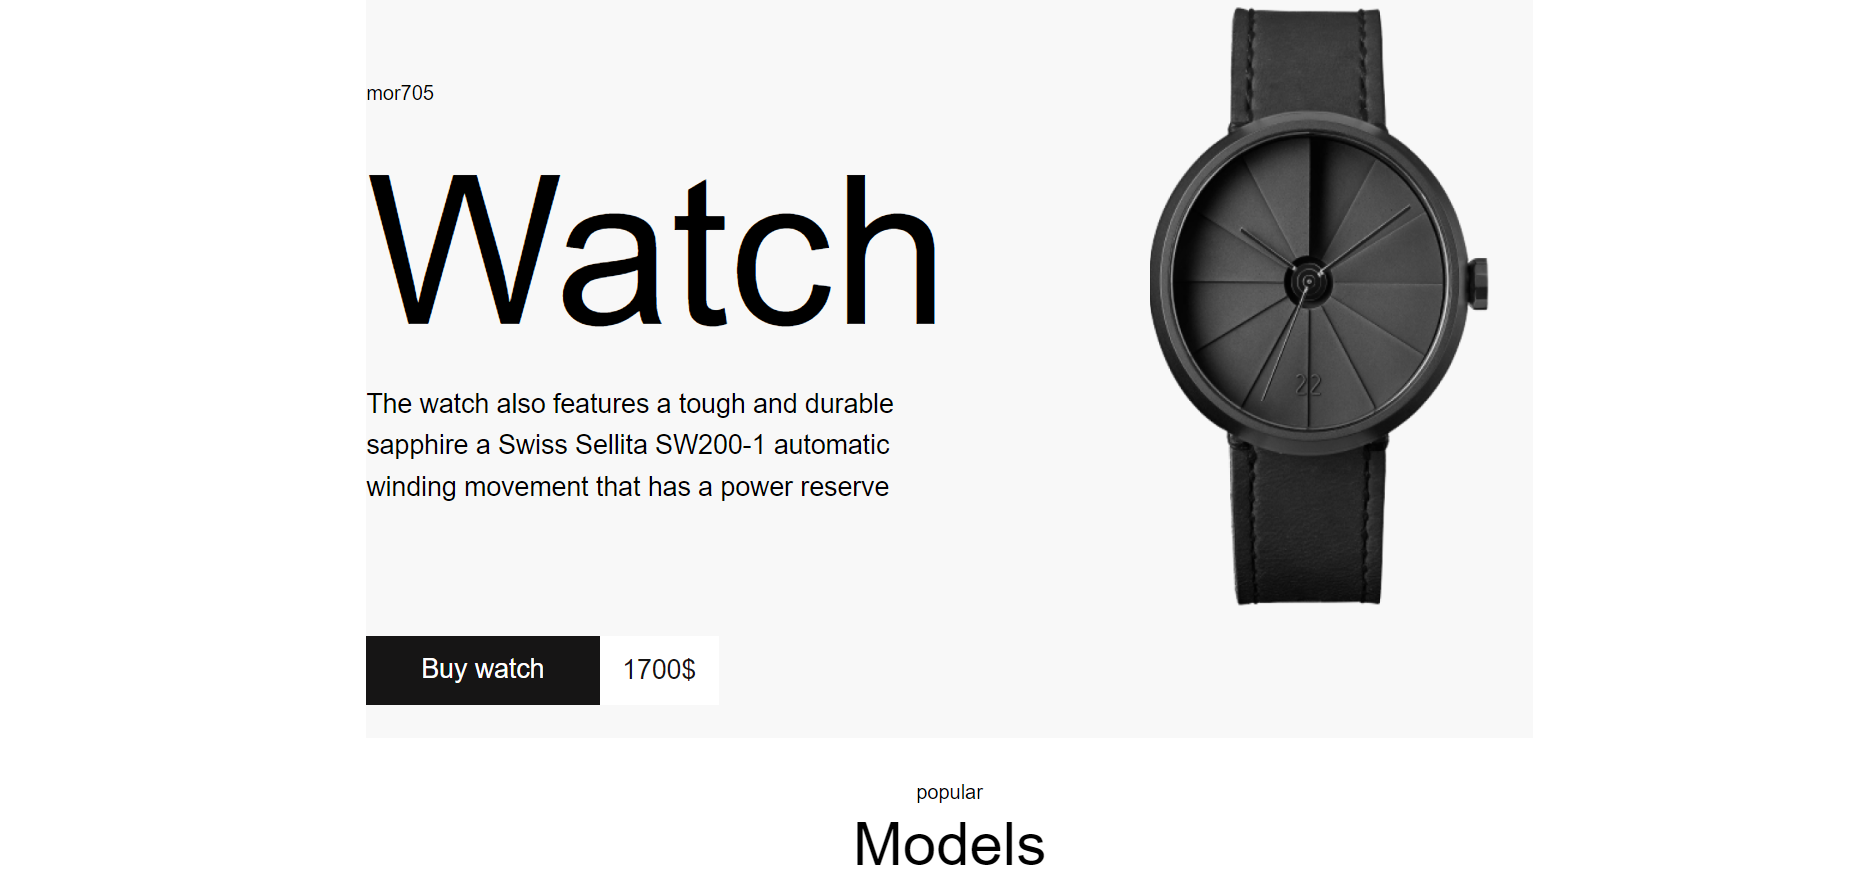 mor705
Watch
The watch also features a tough and durable
sapphire a Swiss Sellita SW200-1 automatic
winding movement that has a power reserve
22
Buy watch
1700$
popular
Models